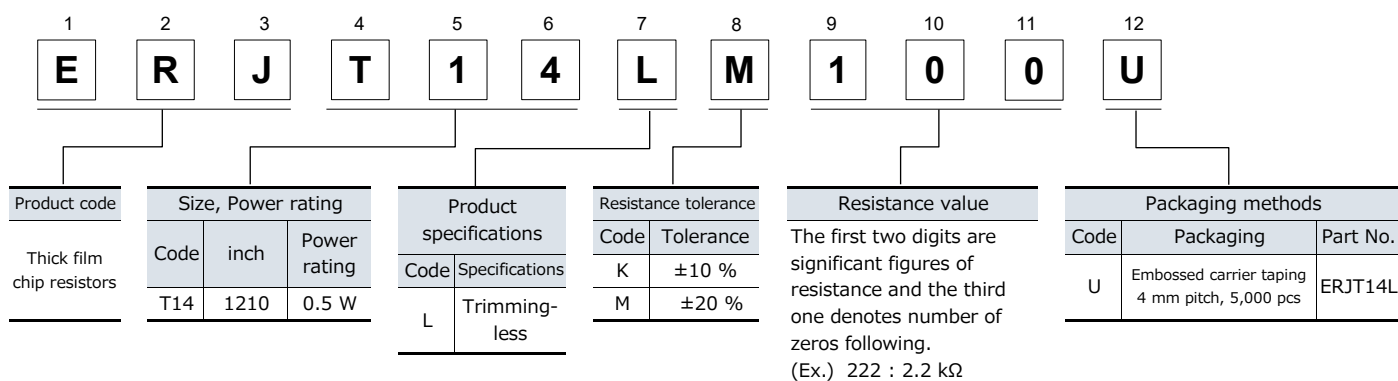 1 2 3 4 5 6 7 8 9 10 11 12
E R J T 1 4 L M 1 0 0 U
Product code
Thick film
chip resistors
Size, Power rating
Code inch Power
rating
T14 1210 0.5 W
Product
specifications
Code Specifications
L Trimming-
less
Resistance tolerance
Code Tolerance
K ±10 %
M ±20 %
Resistance value
The first two digits are
significant figures of
resistance and the third
one denotes number of
zeros following.
(Ex.) 222 : 2.2 kΩ
Packaging methods
Code Packaging Part No.
U Embossed carrier taping
4 mm pitch, 5,000 pcs
ERJT14L